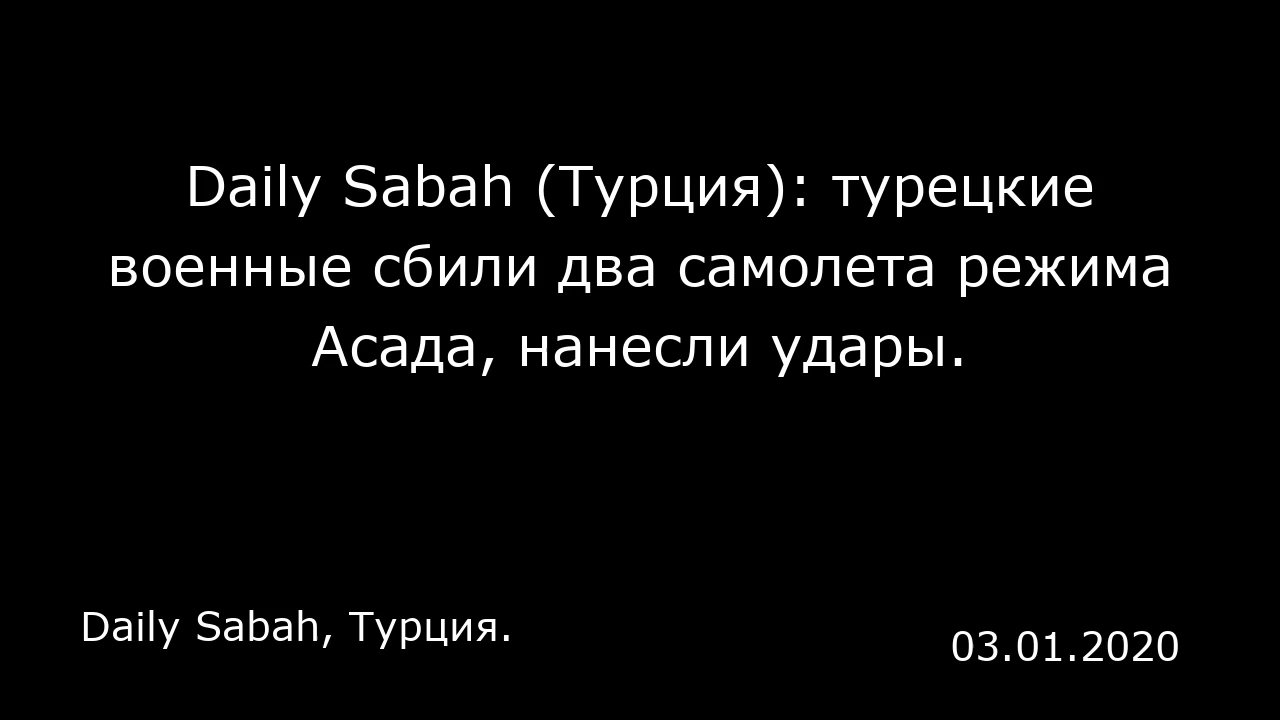 Daily Sabah (Турция): турецкие
военные сбили два самолета режима
Асада, нанесли удары.
Daily Sabah, Турция.
03.01.2020